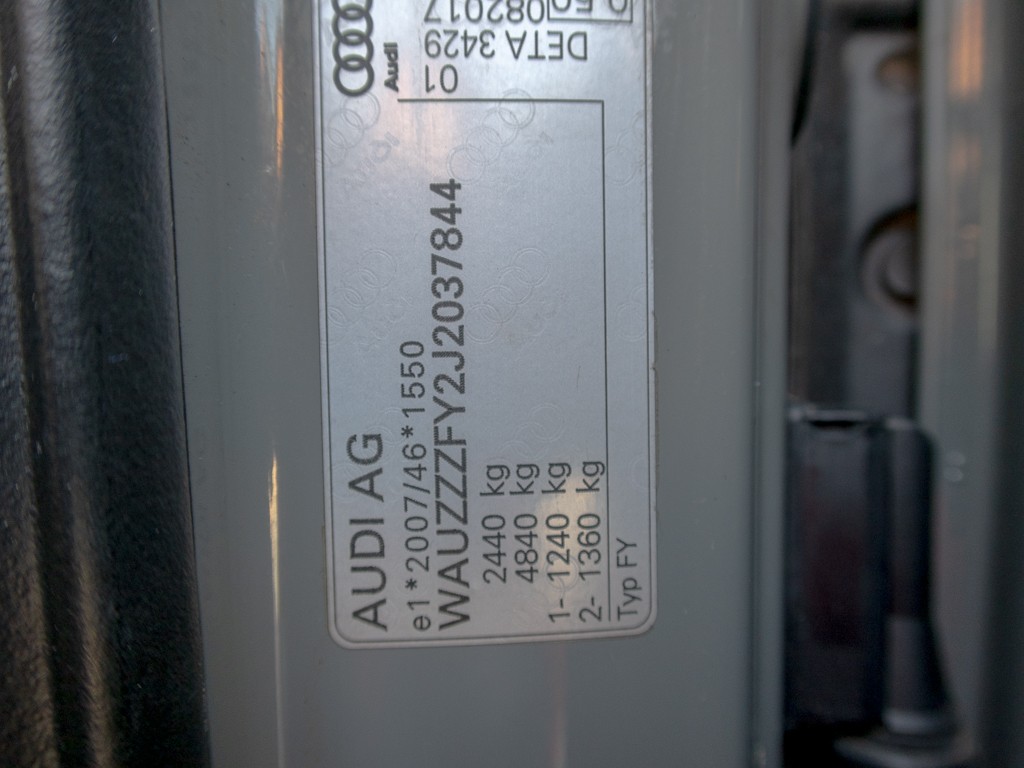 AUDI AG
e1*2007/46*1550
WAUZZZFY2J2037844
2440 kg
4840 kg
1- 1240 kg
2- 1360 kg
Typ FY
Audi
01
DETA 3429
082017